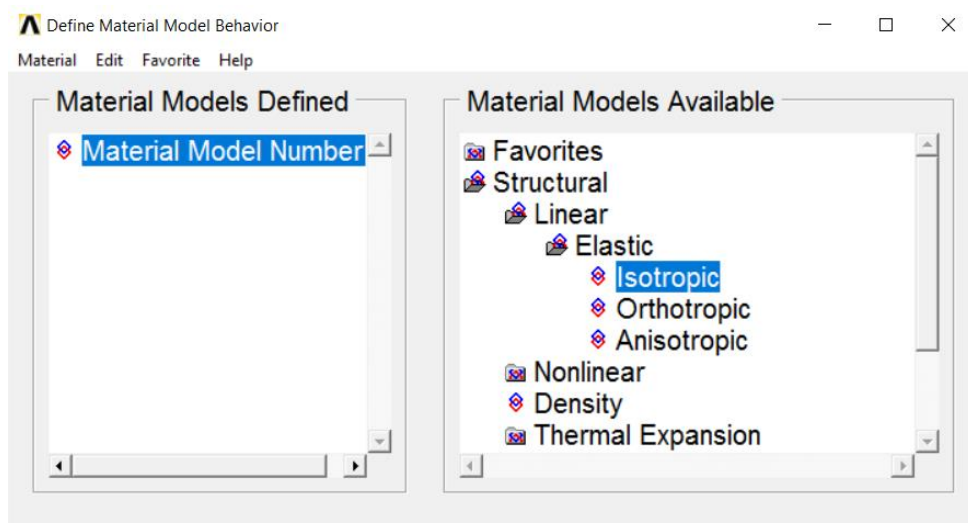 Define Material Model Behavior
Material Edit Favorite Help
Material Models Defined
Material Model Number
Material Models Available
Favorites
Structural
Linear
Elastic
Isotropic
Orthotropic
Anisotropic
Nonlinear
Density
Thermal Expansion